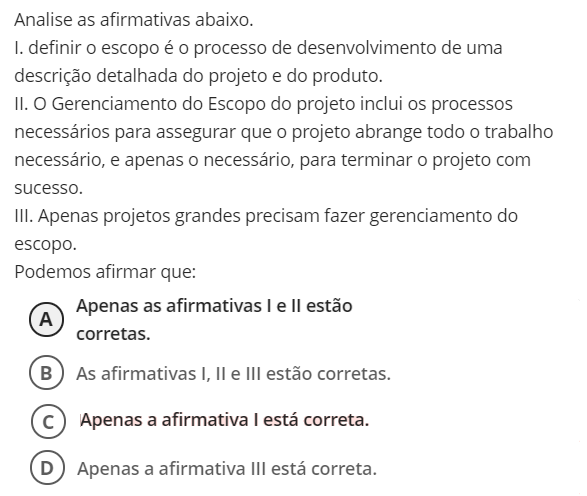 Analise as afirmativas abaixo.
I. definir o escopo é o processo de desenvolvimento de uma
descrição detalhada do projeto e do produto.
II. O Gerenciamento do Escopo do projeto inclui os processos
necessários para assegurar que o projeto abrange todo o trabalho
necessário, e apenas o necessário, para terminar o projeto com
sucesso.
III. Apenas projetos grandes precisam fazer gerenciamento do
escopo.
Podemos afirmar que:
A Apenas as afirmativas I e II estão
corretas.
B As afirmativas I, II e III estão corretas.
C Apenas a afirmativa I está correta.
D Apenas a afirmativa III está correta.